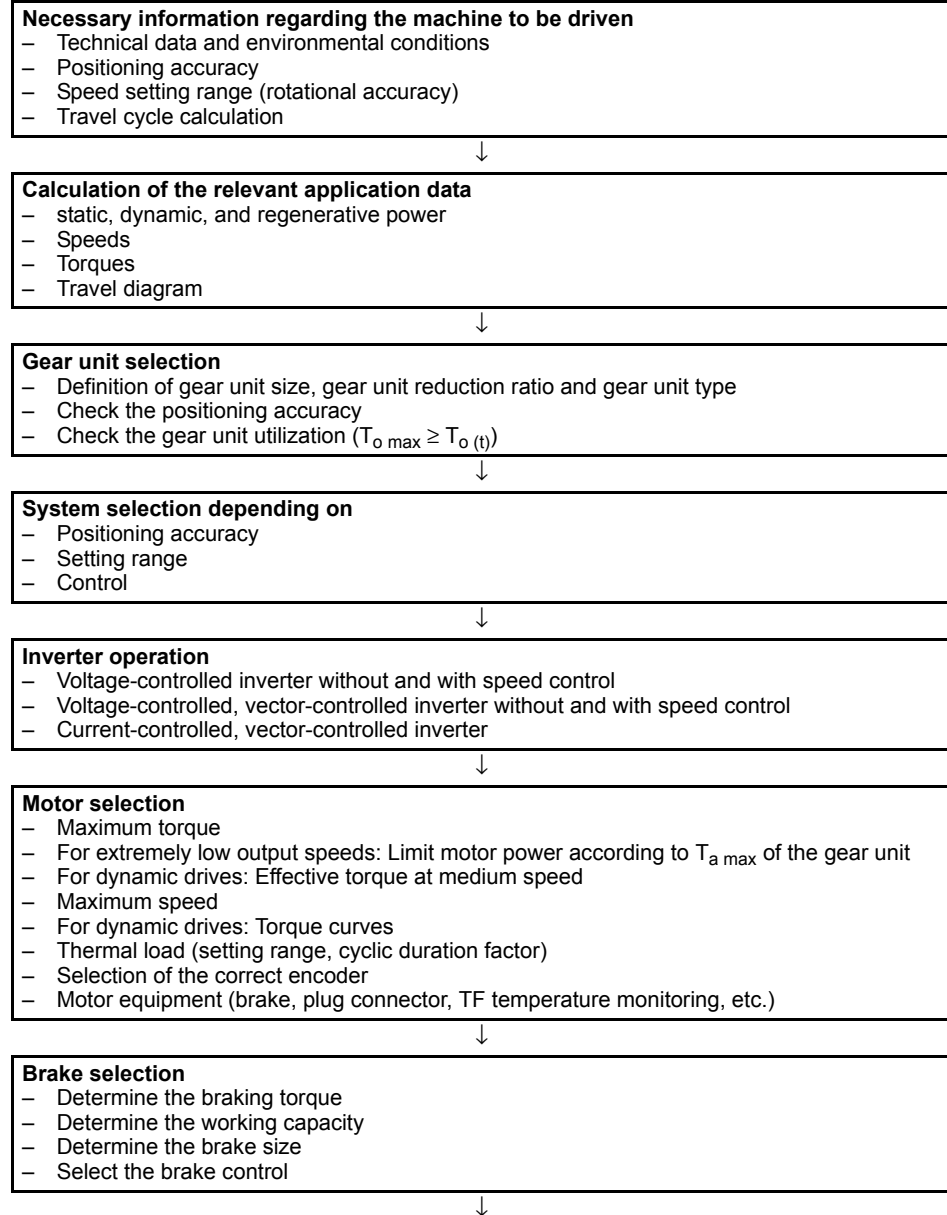 Necessary information regarding the machine to be driven
– Technical data and environmental conditions
– Positioning accuracy
– Speed setting range (rotational accuracy)
– Travel cycle calculation
↓
Calculation of the relevant application data
– static, dynamic, and regenerative power
– Speeds
– Torques
– Travel diagram
↓
Gear unit selection
– Definition of gear unit size, gear unit reduction ratio and gear unit type
– Check the positioning accuracy
– Check the gear unit utilization (T o max ≥ T o (t))
↓
System selection depending on
– Positioning accuracy
– Setting range
– Control
↓
Inverter operation
– Voltage-controlled inverter without and with speed control
– Voltage-controlled, vector-controlled inverter without and with speed control
– Current-controlled, vector-controlled inverter
↓
Motor selection
– Maximum torque
– For extremely low output speeds: Limit motor power according to T a max of the gear unit
– For dynamic drives: Effective torque at medium speed
– Maximum speed
– For dynamic drives: Torque curves
– Thermal load (setting range, cyclic duration factor)
– Selection of the correct encoder
– Motor equipment (brake, plug connector, TF temperature monitoring, etc.)
↓
Brake selection
– Determine the braking torque
– Determine the working capacity
– Determine the brake size
– Select the brake control
↓